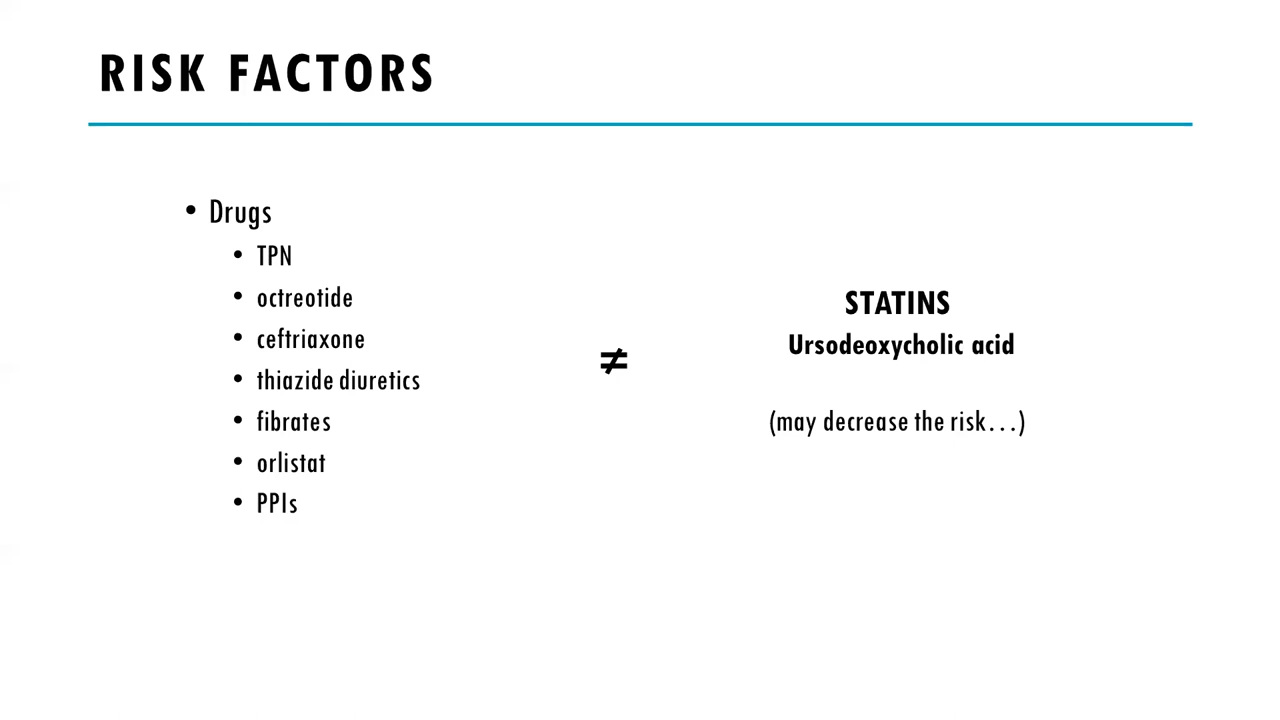 RISK FACTORS
• Drugs
• TPN
• octreotide
• ceftriaxone
• thiazide diuretics
• fibrates
• orlistat
• PPIs
≠
STATINS
Ursodeoxycholic acid
(may decrease the risk…)